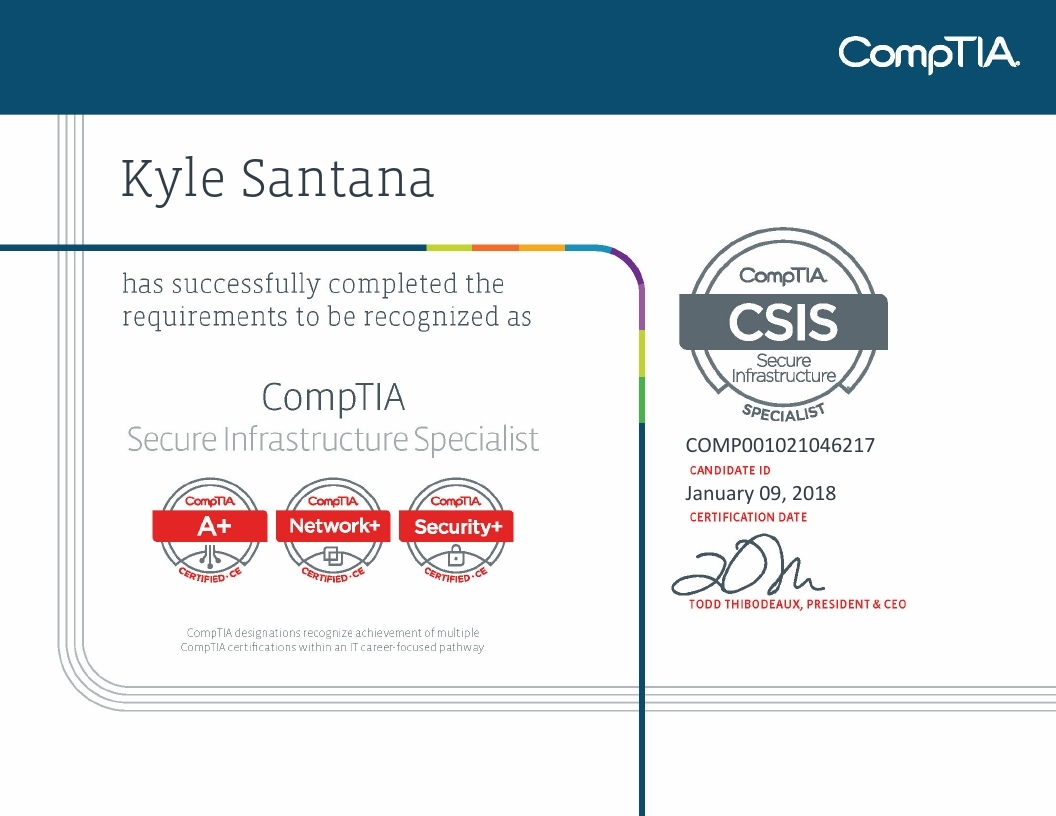 CompTIA.
Kyle Santana
has successfully completed the
requirements to be recognized as
CompTIA
Secure Infrastructure Specialist
CompTIA.
A+
CERTIFIED•CE
CompTIA.
Network+
CERTIFIED•CE
CompTIA.
Security+
CERTIFIED•CE
CompTIA designations recognize achievement of multiple
CompTIA certifications within an IT career-focused pathway.
CompTIA.
CSIS
Secure
Infrastructure
SPECIALIST
COMP001021046217
CANDIDATE ID
January 09, 2018
CERTIFICATION DATE
TODD THIBODEAUX, PRESIDENT & CEO